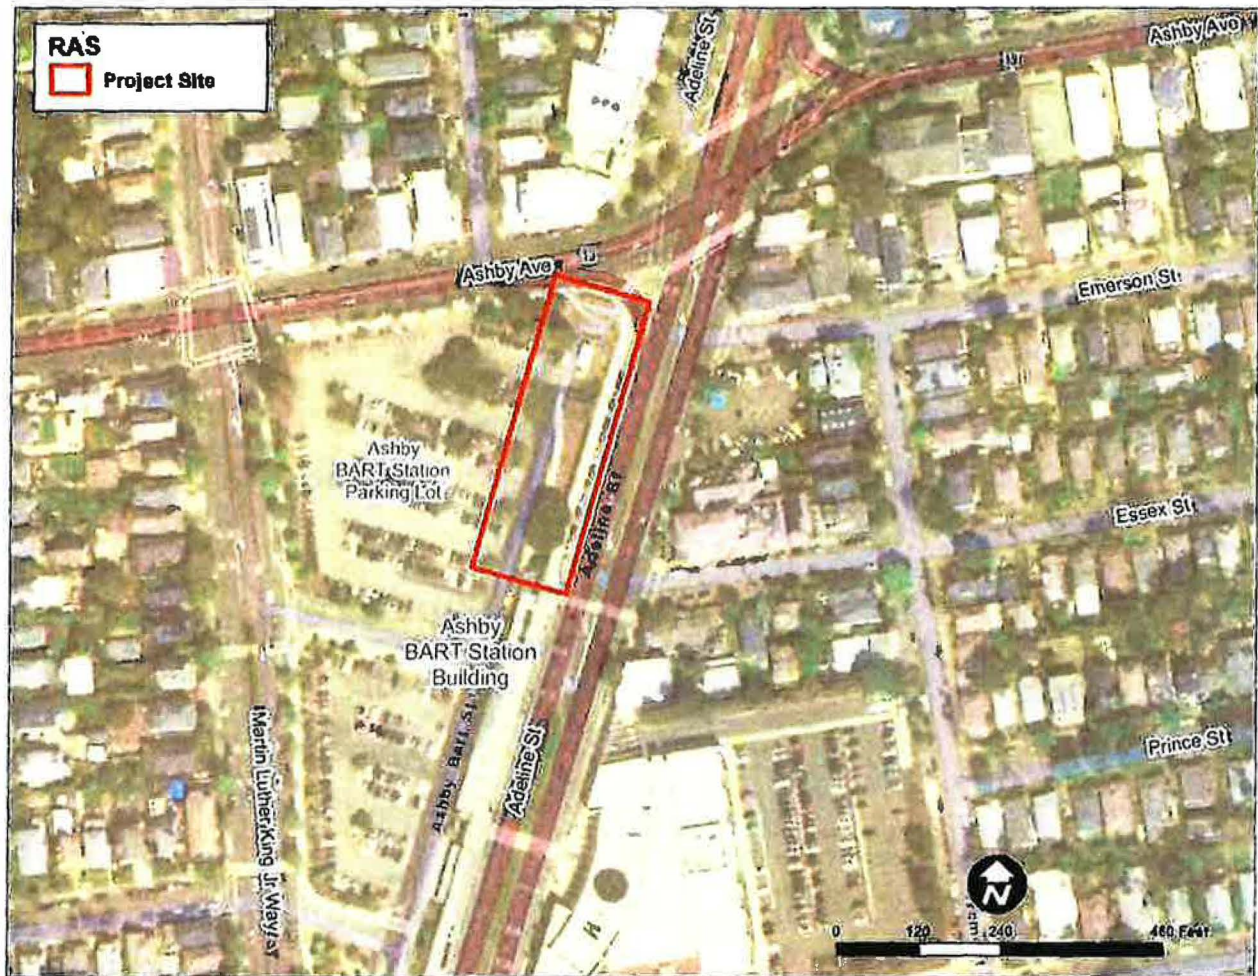 RAS
Project Site
Adeline St
Ashby Ave
13
Ashby Ave
13
Emerson St
Ashby
BART Station
Parking Lot
Adeline St
Essex St
Ashby
BART Station
Building
Martin Luther King Jr Way
Ashby Bart St
Adeline St
Prince St
N
0 120 240 480 Feet